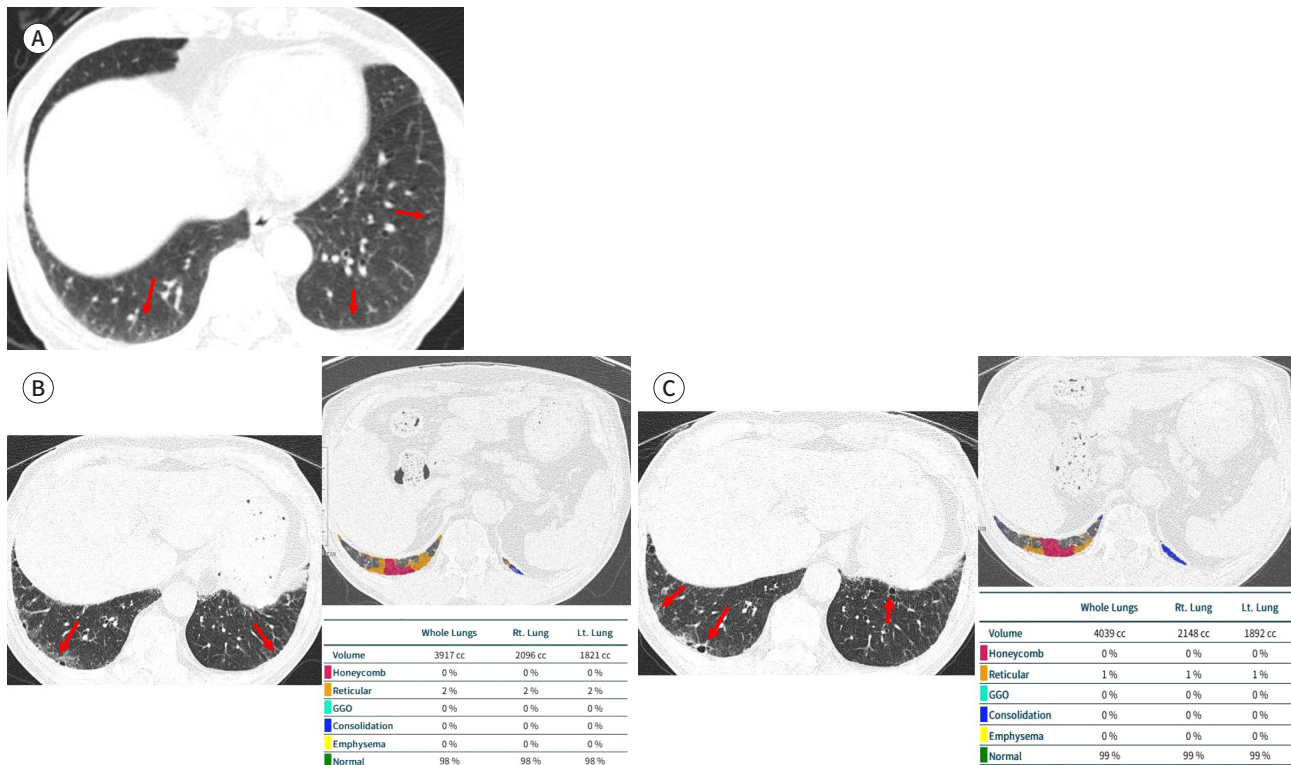 A
B
Whole Lungs Rt. Lung Lt. Lung
Volume 3917 cc 2096 cc 1821 cc
Honeycomb 0 % 0 % 0 %
Reticular 2 % 2 % 2 %
GGO 0 % 0 % 0 %
Consolidation 0 % 0 % 0 %
Emphysema 0 % 0 % 0 %
Normal 98 % 98 % 98 %
C
Whole Lungs Rt. Lung Lt. Lung
Volume 4039 cc 2148 cc 1892 cc
Honeycomb 0 % 0 % 0 %
Reticular 1 % 1 % 1 %
GGO 0 % 0 % 0 %
Consolidation 0 % 0 % 0 %
Emphysema 0 % 0 % 0 %
Normal 99 % 99 % 99 %